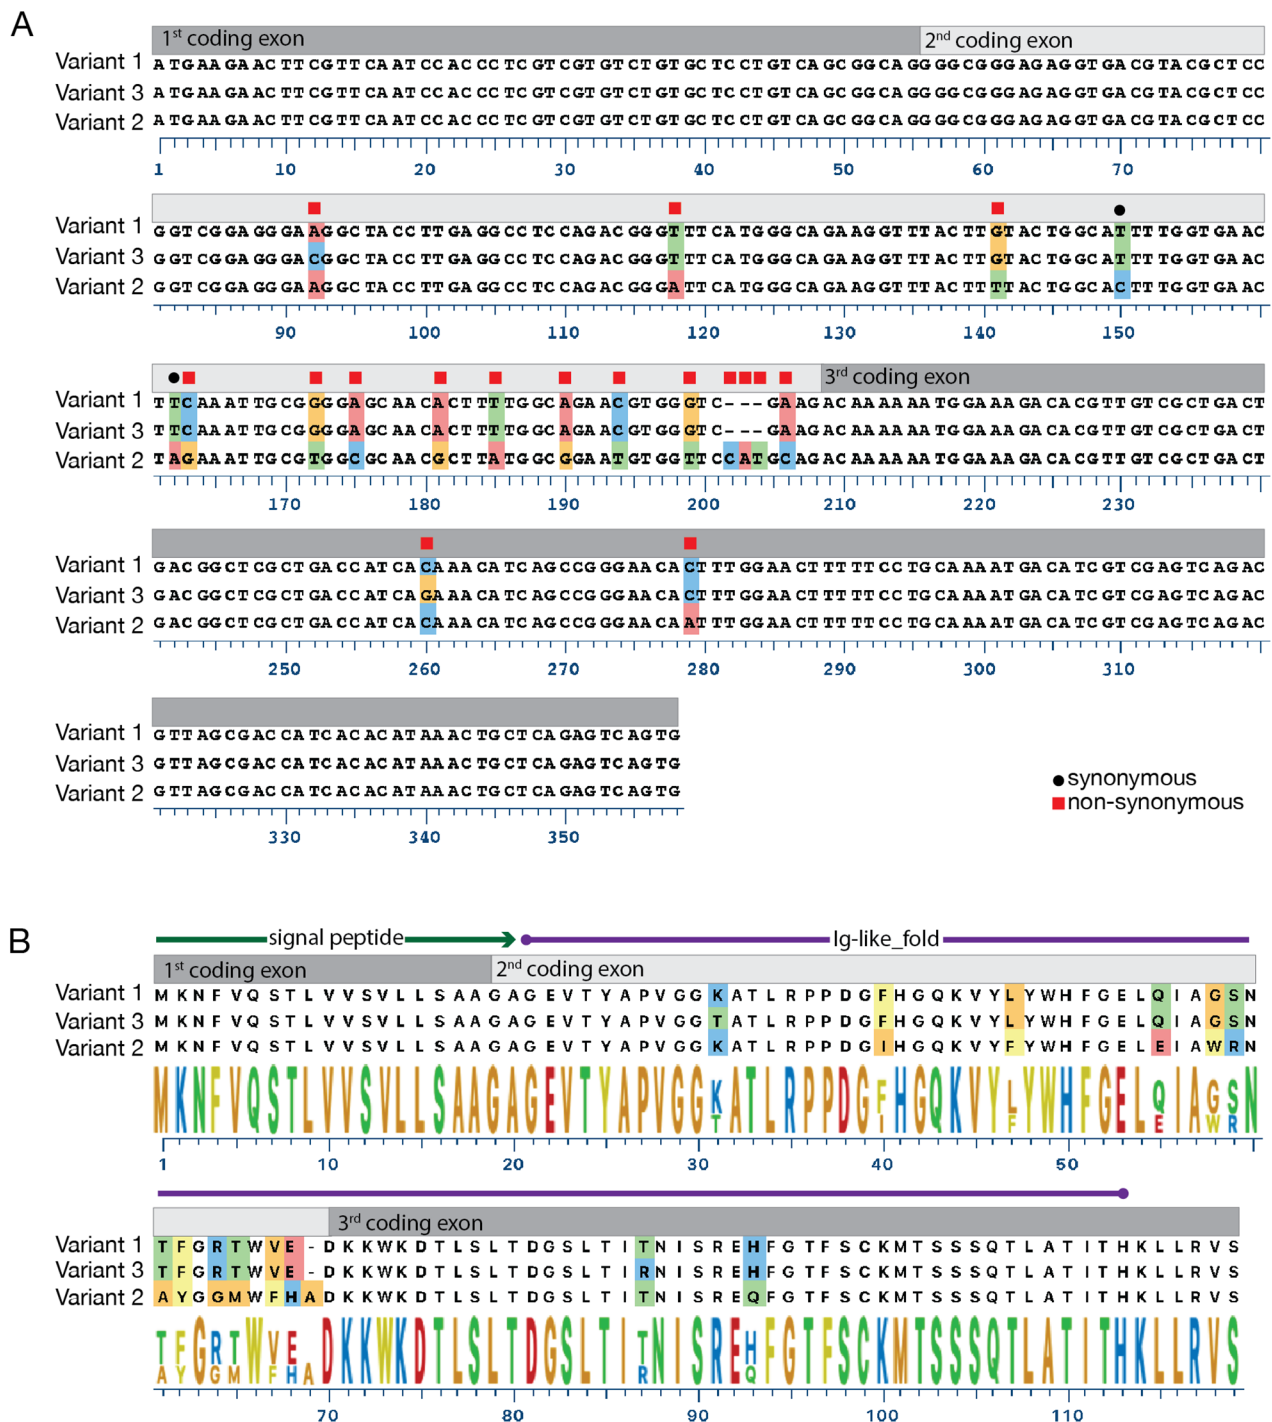 A
1st coding exon
2nd coding exon
Variant 1 ATGAAGAACTTCGTTCAATCCACCCTCGTCGTGTCTGTGCTCCTGTCAGCGGCAGGGGCGGGAGAGGTGACGTACGCTCC
Variant 3 ATGAAGAACTTCGTTCAATCCACCCTCGTCGTGTCTGTGCTCCTGTCAGCGGCAGGGGCGGGAGAGGTGACGTACGCTCC
Variant 2 ATGAAGAACTTCGTTCAATCCACCCTCGTCGTGTCTGTGCTCCTGTCAGCGGCAGGGGCGGGAGAGGTGACGTACGCTCC
1 10 20 30 40 50 60 70
Variant 1 GGTCGGAGGGAAGGCTACCTTGAGGCCTCCAGACGGGTTTCATGGGCAGAAGGTTTACTTGTACTGGCATTTTGGTGAAC
Variant 3 GGTCGGAGGGACGGCTACCTTGAGGCCTCCAGACGGGTTTCATGGGCAGAAGGTTTACTTGTACTGGCATTTTGGTGAAC
Variant 2 GGTCGGAGGGAAGGCTACCTTGAGGCCTCCAGACGGGATTCATGGGCAGAAGGTTTACTTTTACTGGCACTTTGGTGAAC
90 100 110 120 130 140 150
3rd coding exon
Variant 1 TTCAAATTGCGGGGAGCAACACTTTTGGCAGAACGTGGGTC---GAAGACAAAAAATGGAAAGACACGTTGTCGCTGACT
Variant 3 TTCAAATTGCGGGGAGCAACACTTTTGGCAGAACGTGGGTC---GAAGACAAAAAATGGAAAGACACGTTGTCGCTGACT
Variant 2 TAGAAATTGCGTGGCGCAACGCTTATGGCGGAATGTGGTTCCATGCAGACAAAAAATGGAAAGACACGTTGTCGCTGACT
170 180 190 200 210 220 230
Variant 1 GACGGCTCGCTGACCATCACAAACATCAGCCGGGAACACTTTGGAACTTTTTCCTGCAAAATGACATCGTCGAGTCAGAC
Variant 3 GACGGCTCGCTGACCATCAGAAACATCAGCCGGGAACACTTTGGAACTTTTTCCTGCAAAATGACATCGTCGAGTCAGAC
Variant 2 GACGGCTCGCTGACCATCACAAACATCAGCCGGGAACAATTTGGAACTTTTTCCTGCAAAATGACATCGTCGAGTCAGAC
250 260 270 280 290 300 310
Variant 1 GTTAGCGACCATCACACATAAACTGCTCAGAGTCAGTG
Variant 3 GTTAGCGACCATCACACATAAACTGCTCAGAGTCAGTG
Variant 2 GTTAGCGACCATCACACATAAACTGCTCAGAGTCAGTG
330 340 350
synonymous
non-synonymous
B
signal peptide
Ig-like_fold
1st coding exon
2nd coding exon
Variant 1 MKNFVQSTLVVSVLLSAAGAGEVTYAPVGGKATLRPPDGFHGQKVYLYWHFGELQIAGSN
Variant 3 MKNFVQSTLVVSVLLSAAGAGEVTYAPVGGTATLRPPDGFHGQKVYLYWHFGELQIAGSN
Variant 2 MKNFVQSTLVVSVLLSAAGAGEVTYAPVGGKATLRPPDGIHGQKVYFYWHFGELEIAWRN
MKNFVQSTLVVSVLLSAAGAGEVTYAPVGGKATLRPPDGFHGQKVYLYWHFGELQIAGSN
T I F E W R
1 10 20 30 40 50
3rd coding exon
Variant 1 TFGRTWVE-DKKWKDTLSLTDGSLTITNISREHFGTFSCKMTSSSQTLATITHKLLRVS
Variant 3 TFGRTWVE-DKKWKDTLSLTDGSLTIRNISREHFGTFSCKMTSSSQTLATITHKLLRVS
Variant 2 AYGGMWFHADKKWKDTLSLTDGSLTITNISREQFGTFSCKMTSSSQTLATITHKLLRVS
TFGRTWVEADKKWKDTLSLTDGSLTITNISREHFGTFSCKMTSSSQTLATITHKLLRVS
A Y G M F H R Q
70 80 90 100 110